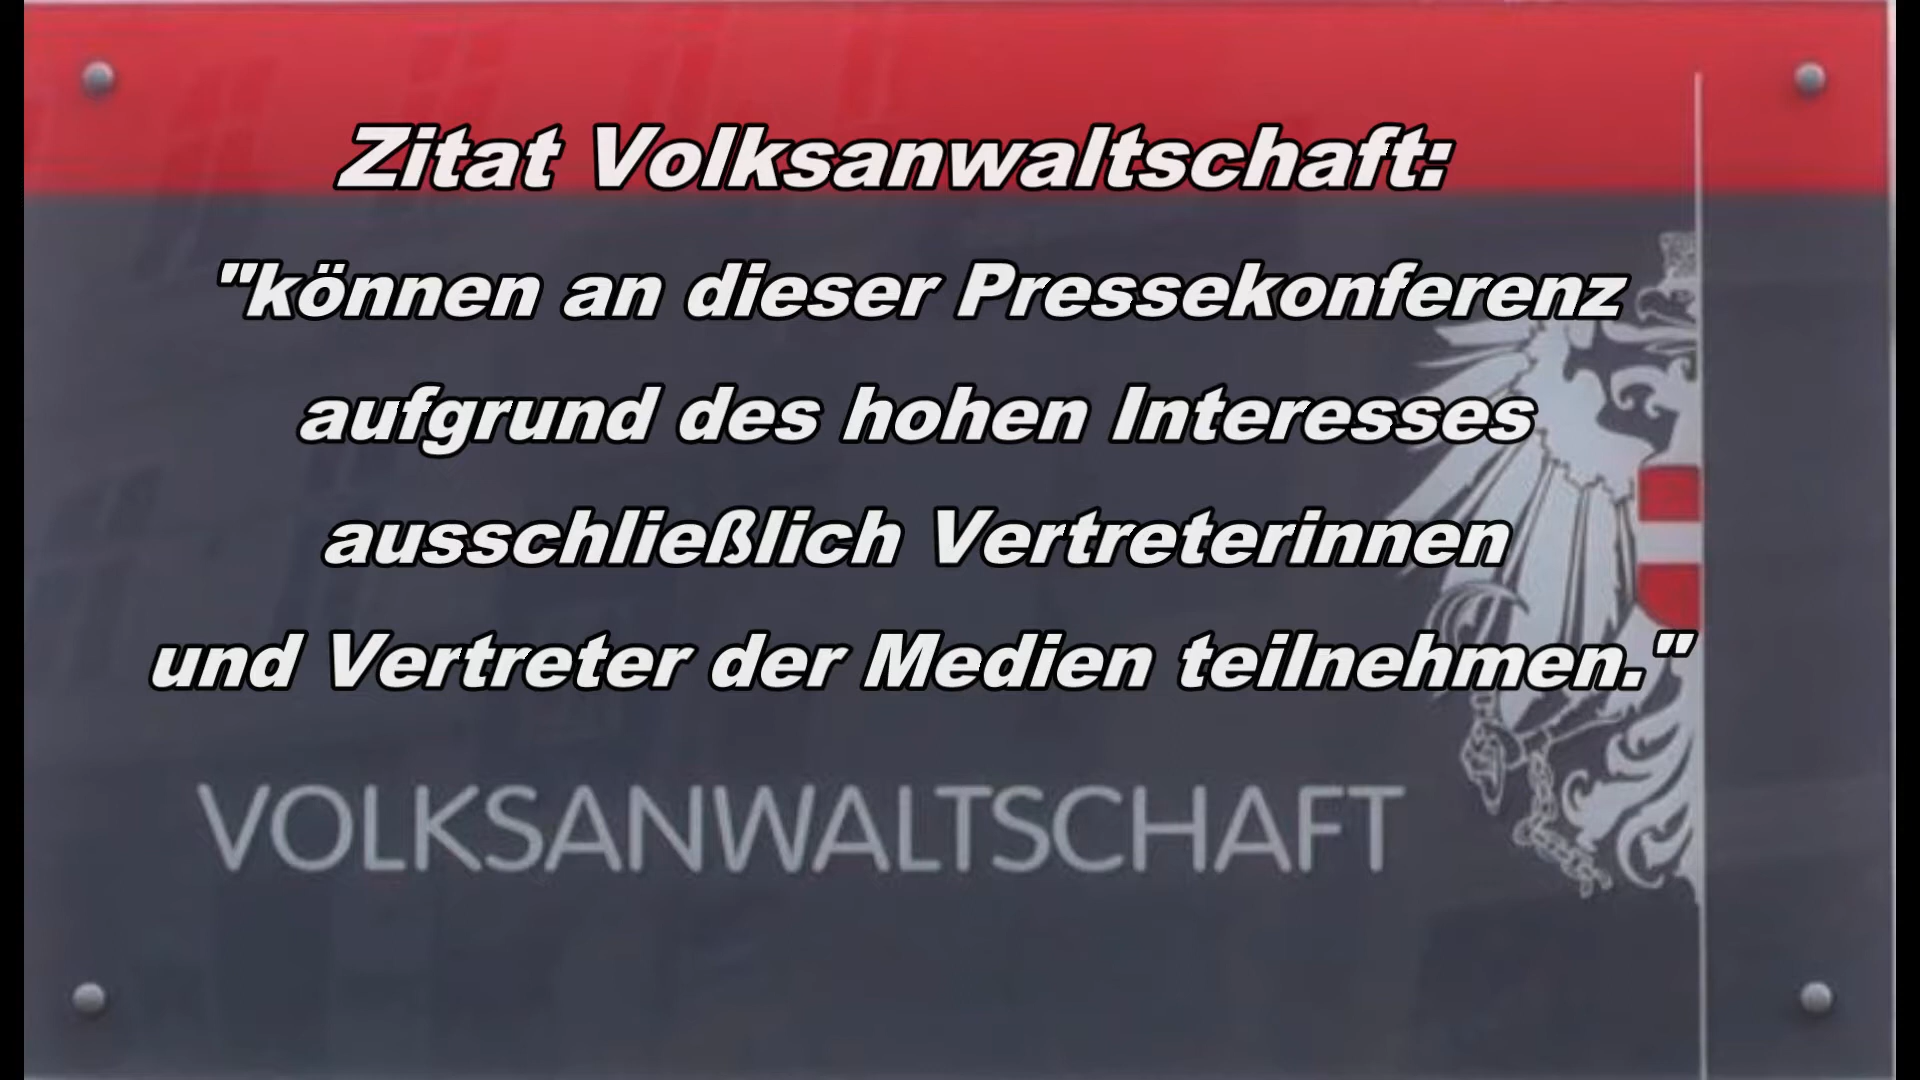 Zitat Volksanwaltschaft:
"können an dieser Pressekonferenz
aufgrund des hohen Interesses
ausschließlich Vertreterinnen
und Vertreter der Medien teilnehmen."
VOLKSANWALTSCHAFT